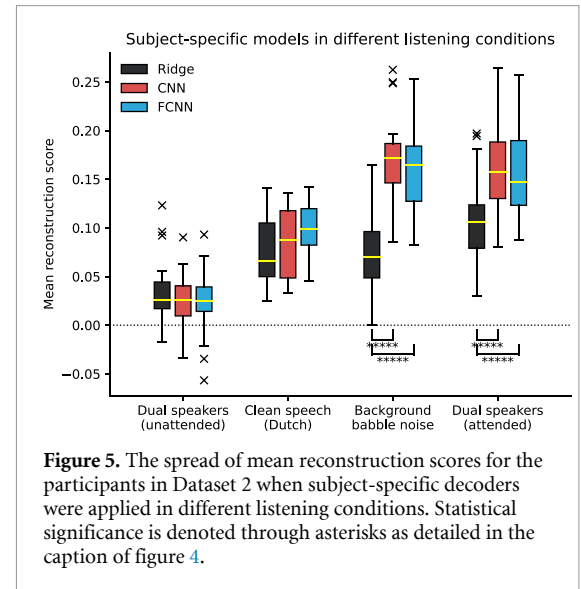 Subject-specific models in different listening conditions
Ridge
CNN
FCNN
Mean reconstruction score
0.25
0.20
0.15
0.10
0.05
0.00
−0.05
***** *****
***** *****
Dual speakers Clean speech Background Dual speakers
(unattended) (Dutch) babble noise (attended)
Figure 5. The spread of mean reconstruction scores for the
participants in Dataset 2 when subject-specific decoders
were applied in different listening conditions. Statistical
significance is denoted through asterisks as detailed in the
caption of figure 4.